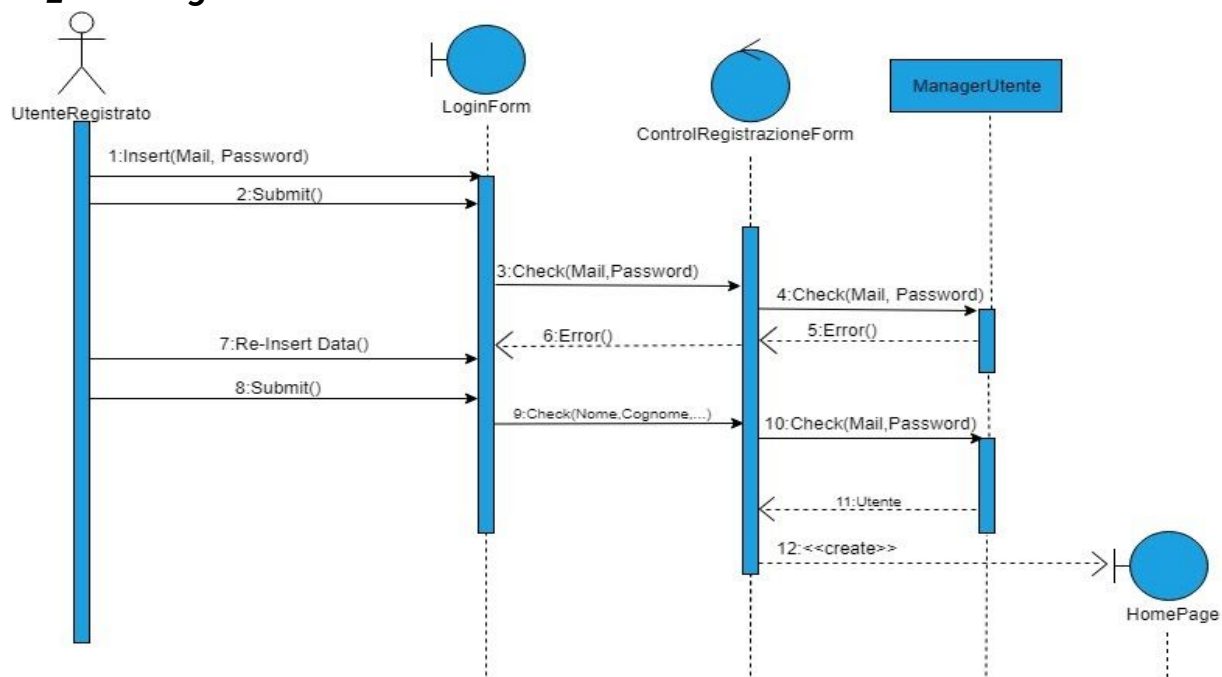 UtenteRegistrato
LoginForm
ControlRegistrazioneForm
ManagerUtente
1:Insert(Mail, Password)
2:Submit()
3:Check(Mail,Password)
4:Check(Mail, Password)
5:Error()
6:Error()
7:Re-Insert Data()
8:Submit()
9:Check(Nome,Cognome,...)
10:Check(Mail,Password)
11:Utente
12:<<create>>
HomePage